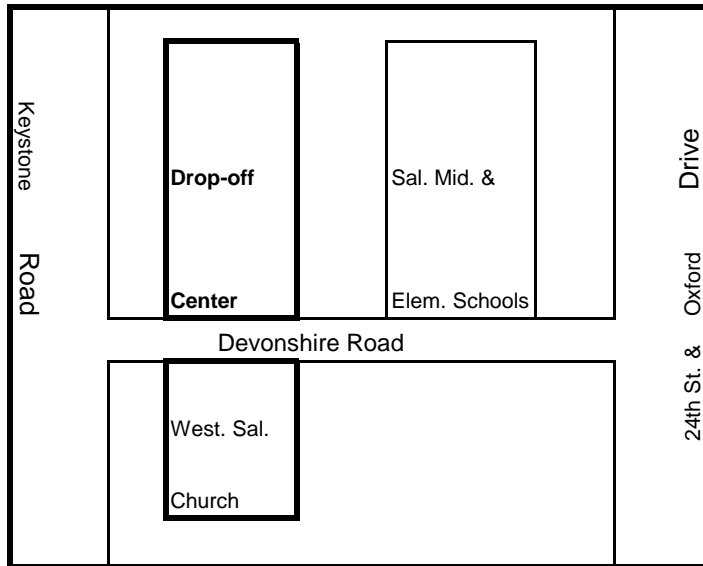 Keystone Road
Drop-off
Center
Sal. Mid. &
Elem. Schools
Devonshire Road
West. Sal.
Church
24th St. & Oxford Drive